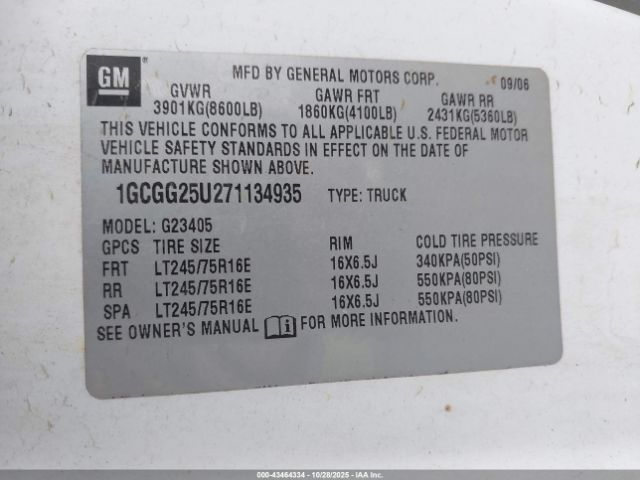 GM
MFD BY GENERAL MOTORS CORP. 09/06
GVWR GAWR FRT GAWR RR
3901KG(8600LB) 1860KG(4100LB) 2431KG(5360LB)
THIS VEHICLE CONFORMS TO ALL APPLICABLE U.S. FEDERAL MOTOR
VEHICLE SAFETY STANDARDS IN EFFECT ON THE DATE OF
MANUFACTURE SHOWN ABOVE.
1GCGG25U271134935 TYPE: TRUCK
MODEL: G23405
GPCS TIRE SIZE RIM COLD TIRE PRESSURE
FRT LT245/75R16E 16X6.5J 340KPA(50PSI)
RR LT245/75R16E 16X6.5J 550KPA(80PSI)
SPA LT245/75R16E 16X6.5J 550KPA(80PSI)
SEE OWNER'S MANUAL i FOR MORE INFORMATION.
000-43464334 | 10/28/2025 | IAA Inc.